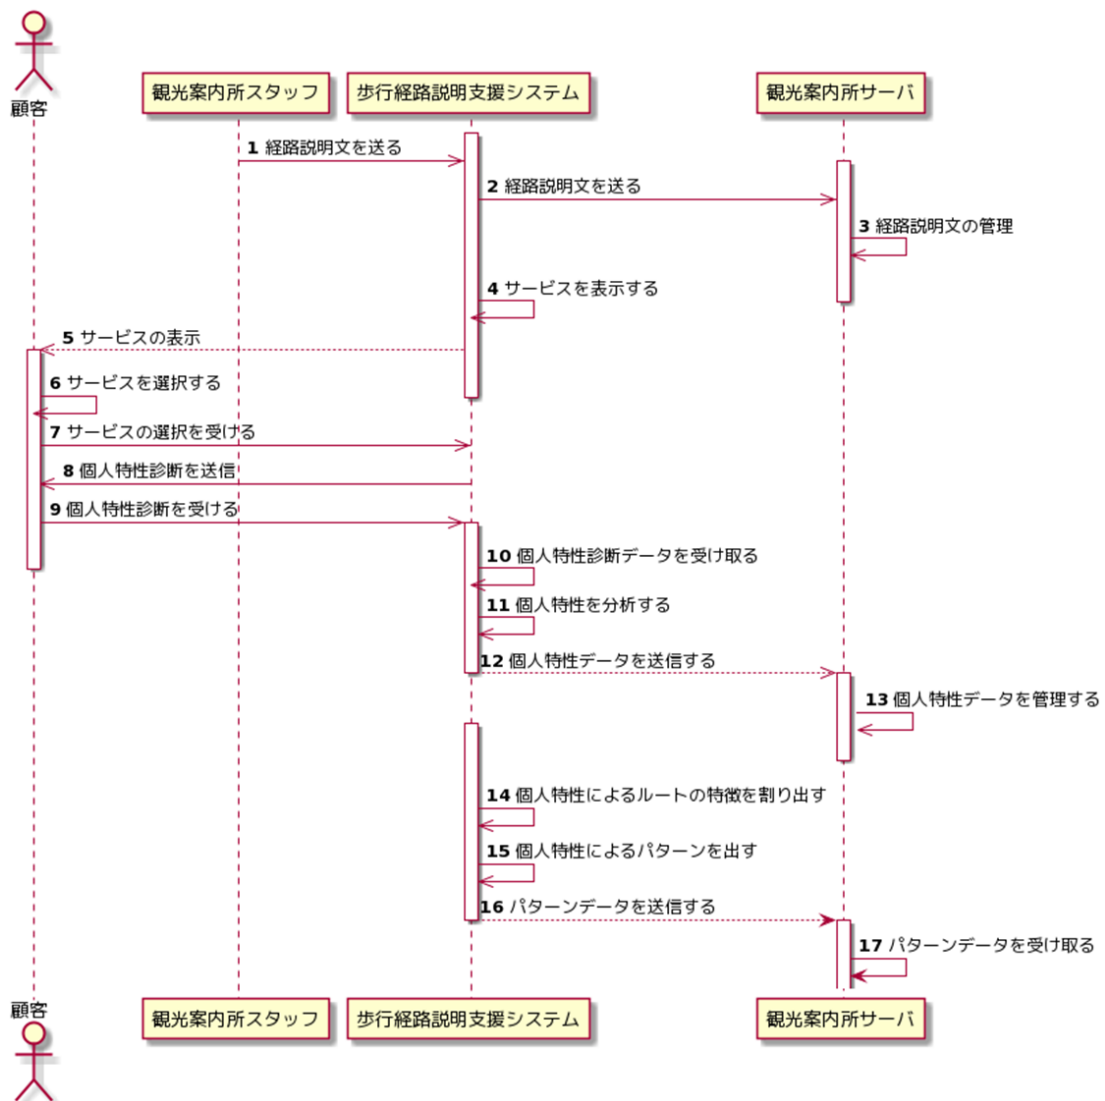 顧客
観光案内所スタッフ
歩行経路説明支援システム
観光案内所サーバ
1 経路説明文を送る
2 経路説明文を送る
3 経路説明文の管理
4 サービスを表示する
5 サービスの表示
6 サービスを選択する
7 サービスの選択を受ける
8 個人特性診断を送信
9 個人特性診断を受ける
10 個人特性診断データを受け取る
11 個人特性を分析する
12 個人特性データを送信する
13 個人特性データを管理する
14 個人特性によるルートの特徴を割り出す
15 個人特性によるパターンを出す
16 パターンデータを送信する
17 パターンデータを受け取る
顧客
観光案内所スタッフ
歩行経路説明支援システム
観光案内所サーバ